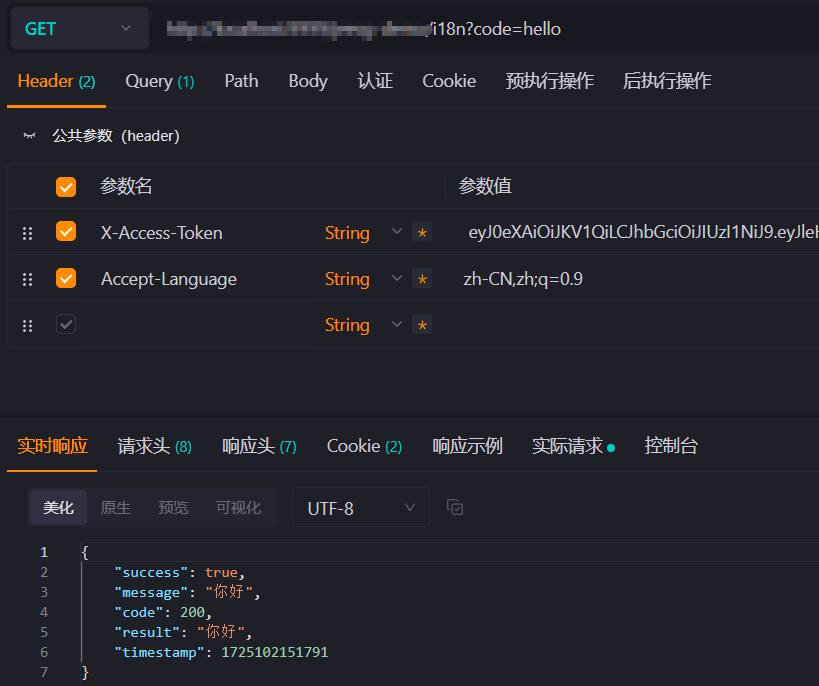 GET /i18n?code=hello
Header (2) Query (1) Path Body 认证 Cookie 预执行操作 后执行操作
公共参数 (header)
参数名 参数值
X-Access-Token String * eyJ0eXAiOiJKV1QiLCJhbGciOiJIUzI1NiJ9.eyJleH
Accept-Language String * zh-CN,zh;q=0.9
String *
实时响应 请求头 (8) 响应头 (7) Cookie (2) 响应示例 实际请求 控制台
美化 原生 预览 可视化 UTF-8
1 {
2 "success": true,
3 "message": "你好",
4 "code": 200,
5 "result": "你好",
6 "timestamp": 1725102151791
7 }